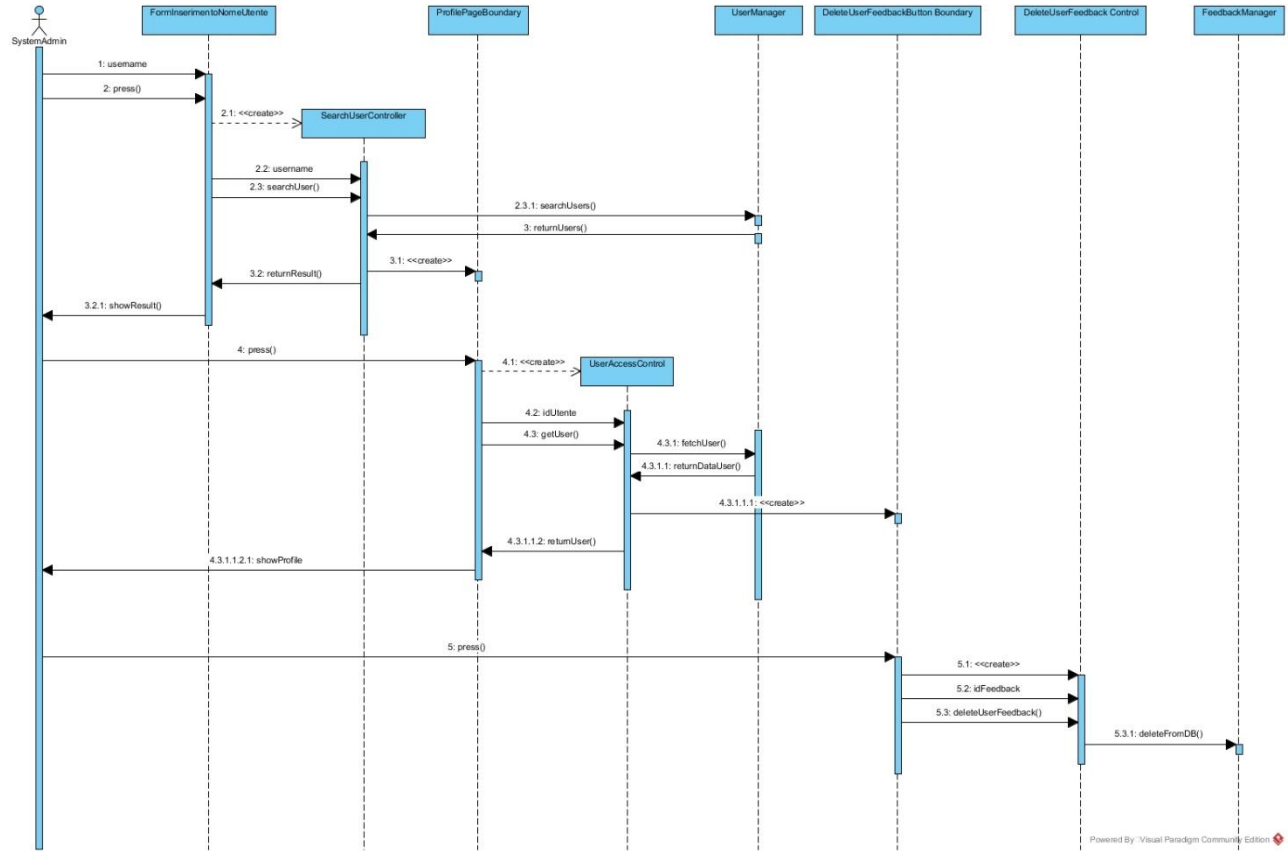 FormInserimentoNomeUtente
ProfilePageBoundary
UserManager
DeleteUserFeedbackButton Boundary
DeleteUserFeedback Control
FeedbackManager
SystemAdmin
1: username
2: press()
2.1: <<create>>
SearchUserController
2.2: username
2.3: searchUser()
2.3.1: searchUsers()
3: returnUsers()
3.1: <<create>>
3.2: returnResult()
3.2.1: showResult()
4: press()
4.1: <<create>>
UserAccessControl
4.2: idUtente
4.3: getUser()
4.3.1: fetchUser()
4.3.1.1: returnDataUser()
4.3.1.1.1: <<create>>
4.3.1.1.2: returnUser()
4.3.1.1.2.1: showProfile
5: press()
5.1: <<create>>
5.2: idFeedback
5.3: deleteUserFeedback()
5.3.1: deleteFromDB()
Powered By Visual Paradigm Community Edition